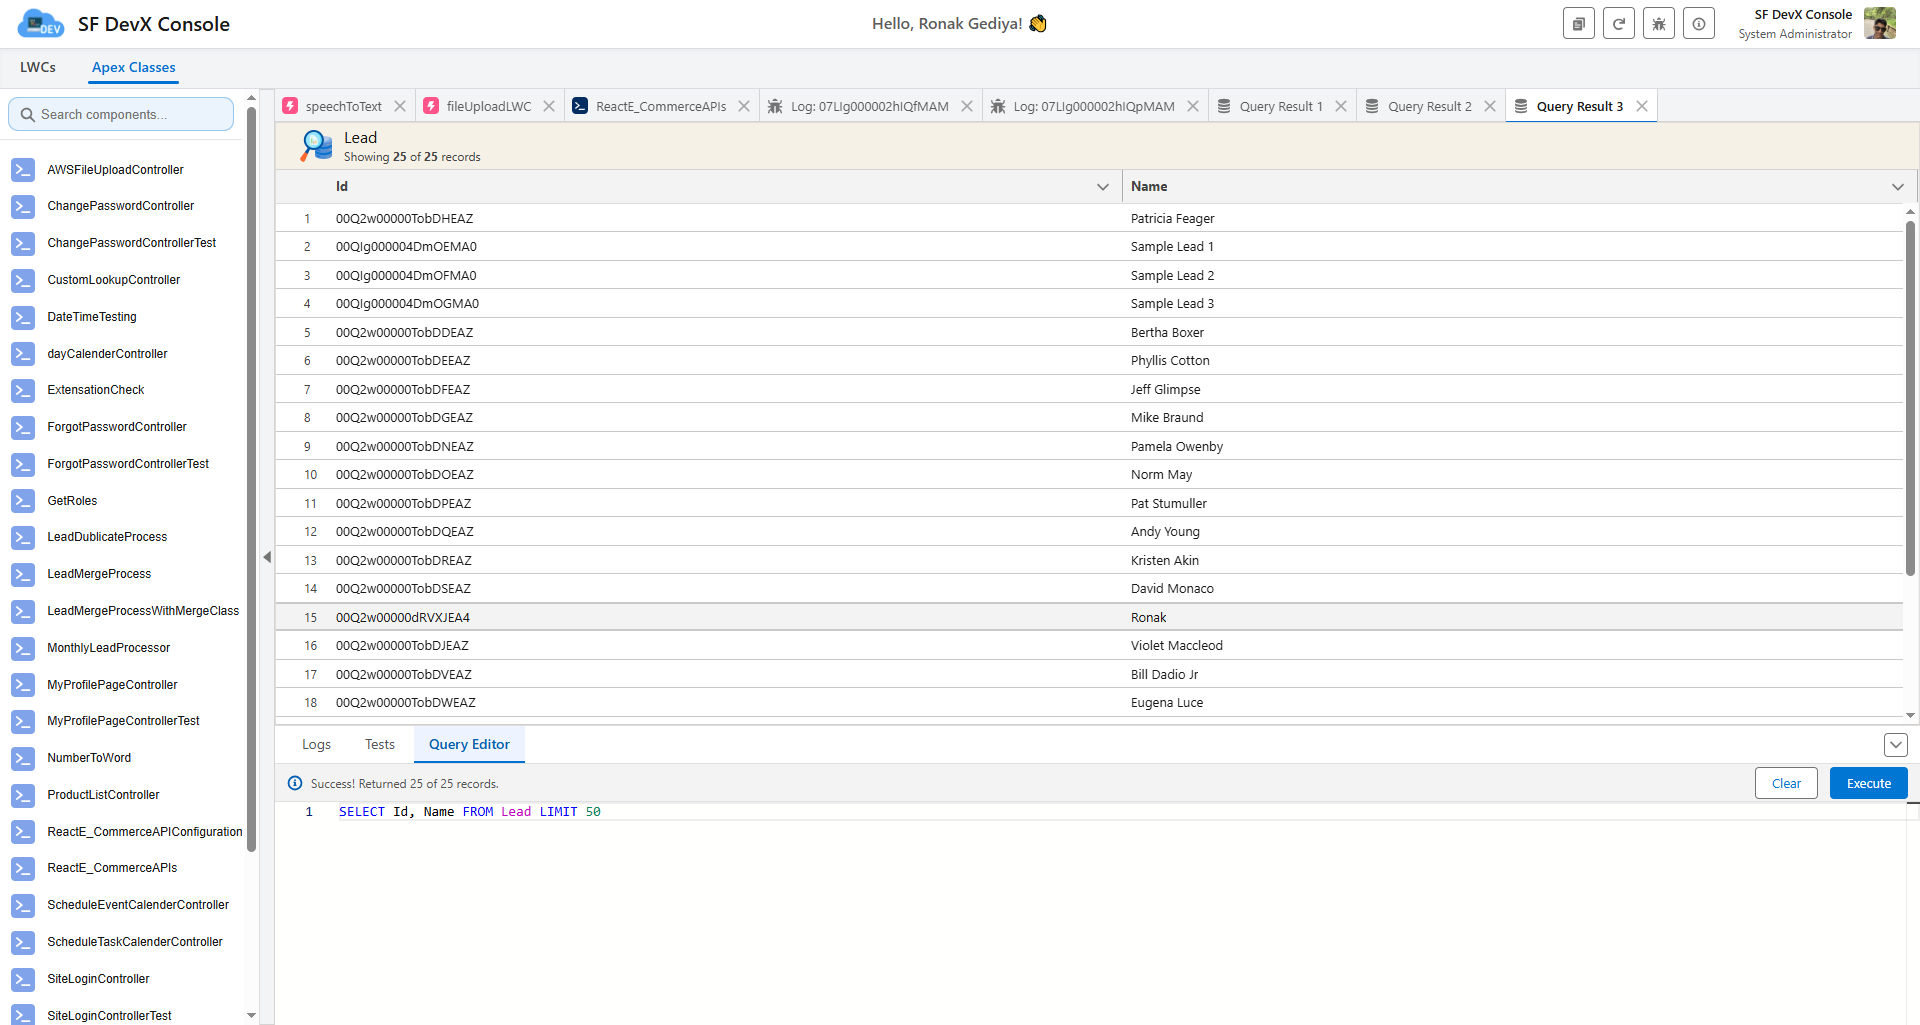 DEV
SF DevX Console
Hello, Ronak Gediya! 👋
SF DevX Console
System Administrator
LWCs
Apex Classes
Search components...
AWSFileUploadController
ChangePasswordController
ChangePasswordControllerTest
CustomLookupController
DateTimeTesting
dayCalenderController
ExtensationCheck
ForgotPasswordController
ForgotPasswordControllerTest
GetRoles
LeadDublicateProcess
LeadMergeProcess
LeadMergeProcessWithMergeClass
MonthlyLeadProcessor
MyProfilePageController
MyProfilePageControllerTest
NumberToWord
ProductListController
ReactE_CommerceAPIConfiguration
ReactE_CommerceAPIs
ScheduleEventCalenderController
ScheduleTaskCalenderController
SiteLoginController
SiteLoginControllerTest
speechToText
fileUploadLWC
ReactE_CommerceAPIs
Log: 07LIg000002hIQfMAM
Log: 07LIg000002hIQpMAM
Query Result 1
Query Result 2
Query Result 3
Lead
Showing 25 of 25 records
Id Name
1 00Q2w00000TobDHEAZ Patricia Feager
2 00QIg000004DmOEMA0 Sample Lead 1
3 00QIg000004DmOFMA0 Sample Lead 2
4 00QIg000004DmOGMA0 Sample Lead 3
5 00Q2w00000TobDDEAZ Bertha Boxer
6 00Q2w00000TobDEEAZ Phyllis Cotton
7 00Q2w00000TobDFEAZ Jeff Glimpse
8 00Q2w00000TobDGEAZ Mike Braund
9 00Q2w00000TobDNEAZ Pamela Owenby
10 00Q2w00000TobDOEAZ Norm May
11 00Q2w00000TobDPEAZ Pat Stumuller
12 00Q2w00000TobDQEAZ Andy Young
13 00Q2w00000TobDREAZ Kristen Akin
14 00Q2w00000TobDSEAZ David Monaco
15 00Q2w00000dRVXJEA4 Ronak
16 00Q2w00000TobDJEAZ Violet Maccleod
17 00Q2w00000TobDVEAZ Bill Dadio Jr
18 00Q2w00000TobDWEAZ Eugena Luce
Logs
Tests
Query Editor
Success! Returned 25 of 25 records.
Clear
Execute
1 SELECT Id, Name FROM Lead LIMIT 50